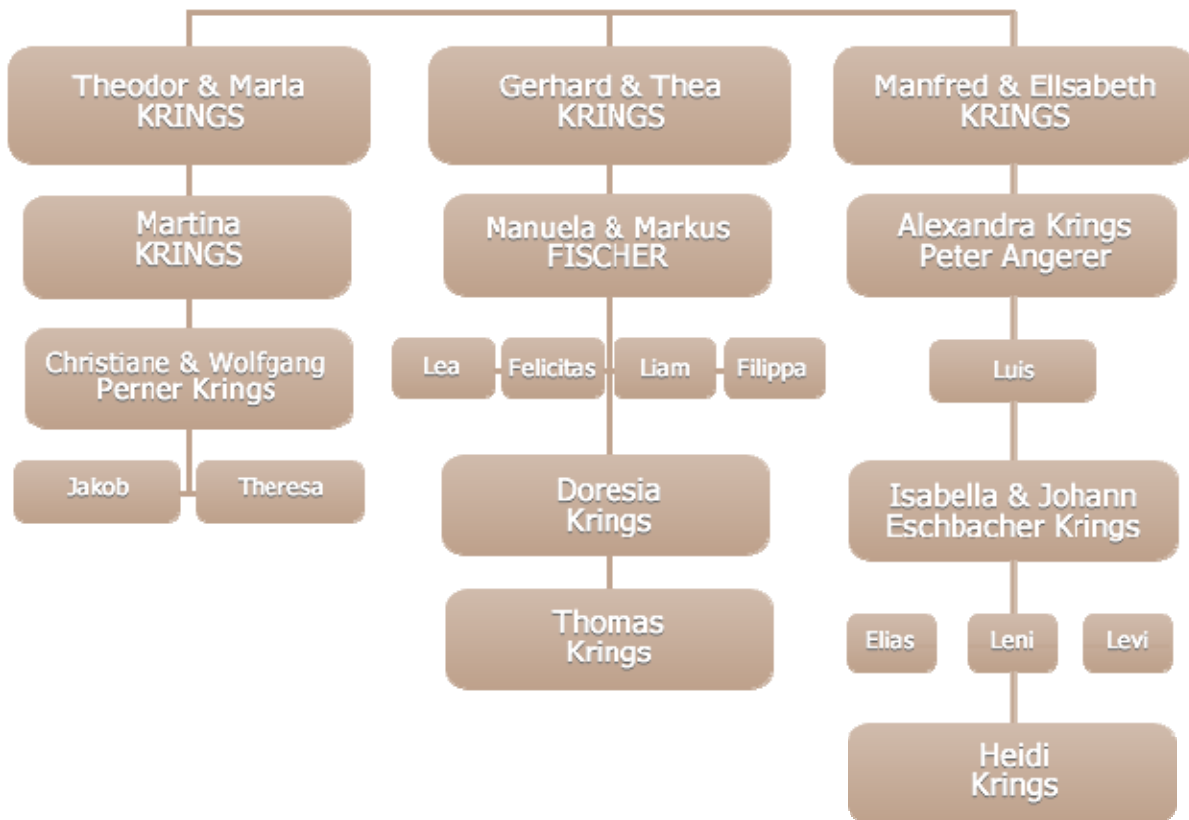 Theodor & Maria
KRINGS
Gerhard & Thea
KRINGS
Manfred & Elisabeth
KRINGS
Martina
KRINGS
Manuela & Markus
FISCHER
Alexandra Krings
Peter Angerer
Christiane & Wolfgang
Perner Krings
Lea
Felicitas
Liam
Filippa
Luis
Jakob
Theresa
Doresia
Krings
Isabella & Johann
Eschbacher Krings
Thomas
Krings
Elias
Leni
Levi
Heidi
Krings